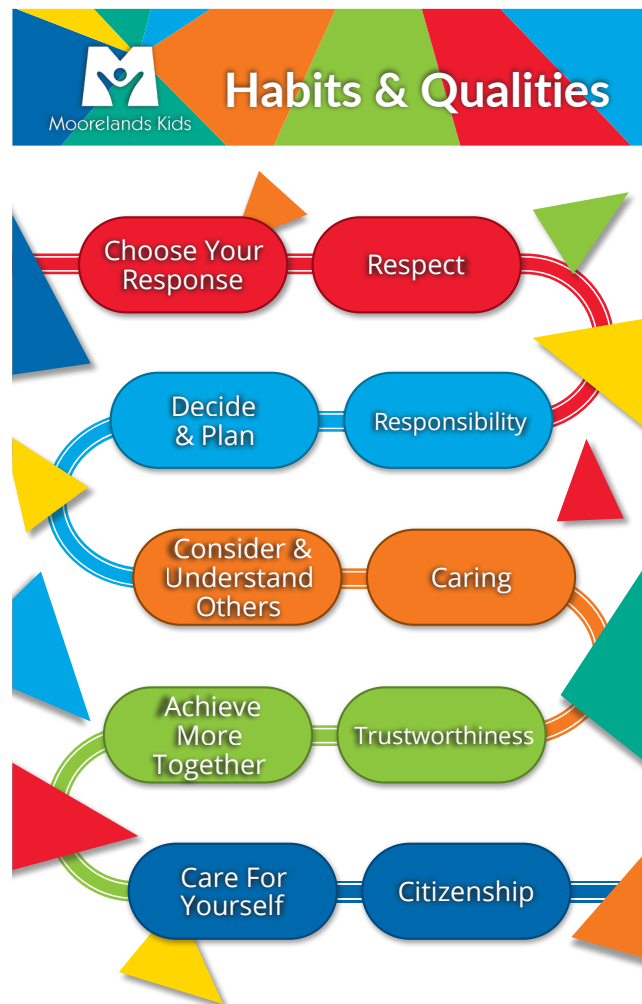 Moorelands Kids
Habits & Qualities
Choose Your
Response
Respect
Decide
& Plan
Responsibility
Consider &
Understand
Others
Caring
Achieve
More
Together
Trustworthiness
Care For
Yourself
Citizenship